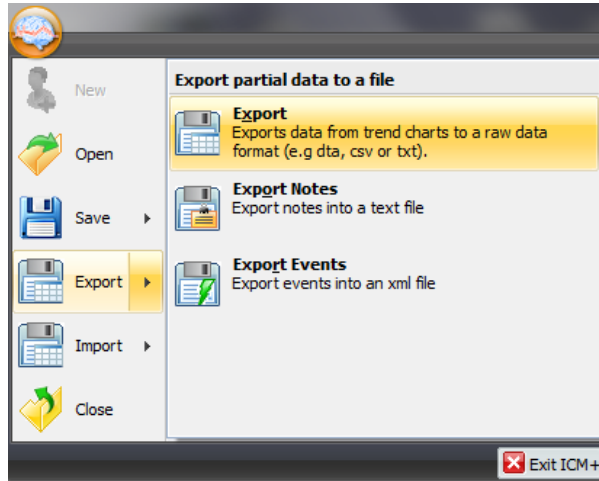 New
Open
Save
Export
Import
Close
Export partial data to a file
Export
Exports data from trend charts to a raw data
format (e.g dta, csv or txt).
Export Notes
Export notes into a text file
Export Events
Export events into an xml file
Exit ICM+